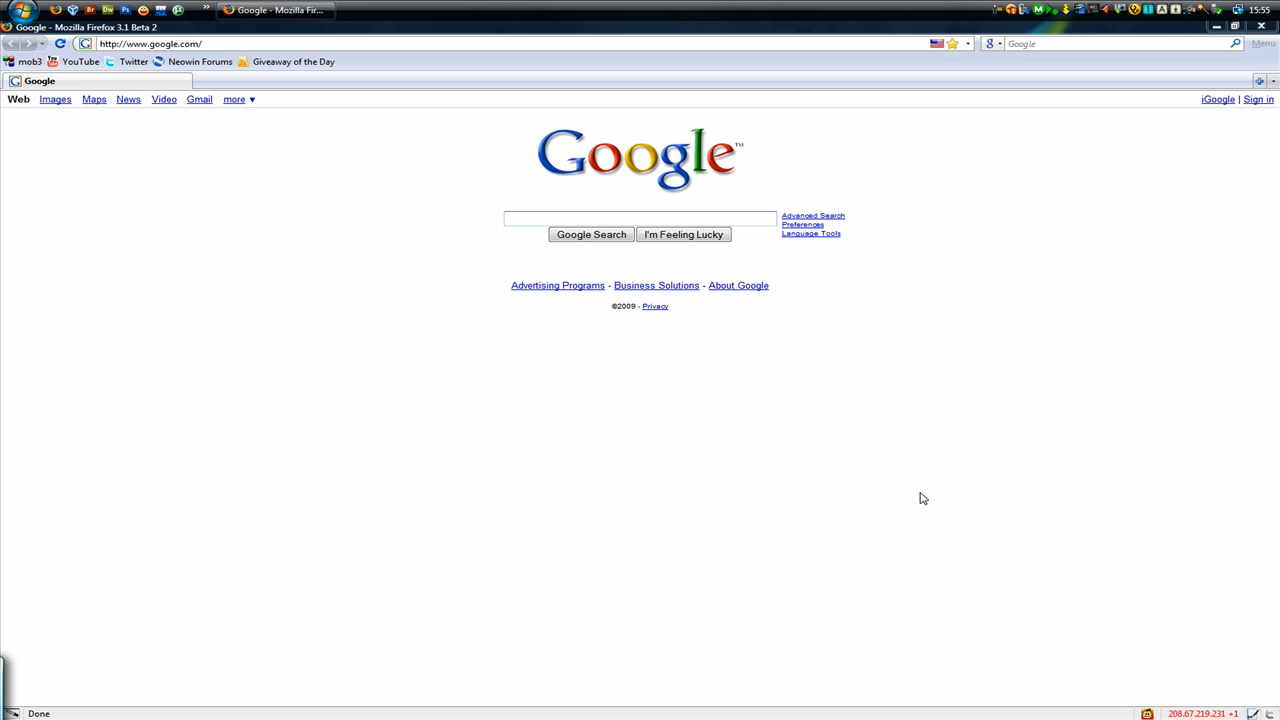 Google - Mozilla Fir...
15:55
Google - Mozilla Firefox 3.1 Beta 2
http://www.google.com/
Google
Menu
mob3 YouTube Twitter Neowin Forums Giveaway of the Day
Google
Web Images Maps News Video Gmail more ▼
iGoogle | Sign in
Google™
Advanced Search
Preferences
Language Tools
Google Search I'm Feeling Lucky
Advertising Programs - Business Solutions - About Google
©2009 - Privacy
Done
208.67.219.231 +1